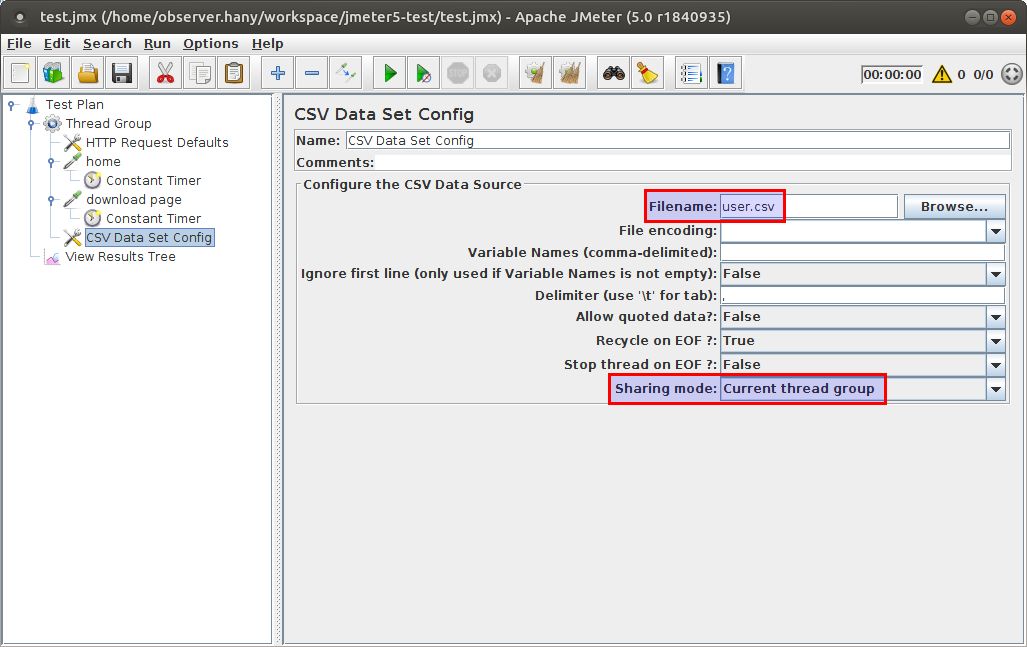 test.jmx (/home/observer.hany/workspace/jmeter5-test/test.jmx) - Apache JMeter (5.0 r1840935)
File Edit Search Run Options Help
STOP 00:00:00 0 0/0
Test Plan
Thread Group
HTTP Request Defaults
home
Constant Timer
download page
Constant Timer
CSV Data Set Config
View Results Tree
CSV Data Set Config
Name: CSV Data Set Config
Comments:
Configure the CSV Data Source
Filename: user.csv Browse...
File encoding:
Variable Names (comma-delimited):
Ignore first line (only used if Variable Names is not empty): False
Delimiter (use '\t' for tab): ,
Allow quoted data?: False
Recycle on EOF ?: True
Stop thread on EOF ?: False
Sharing mode: Current thread group